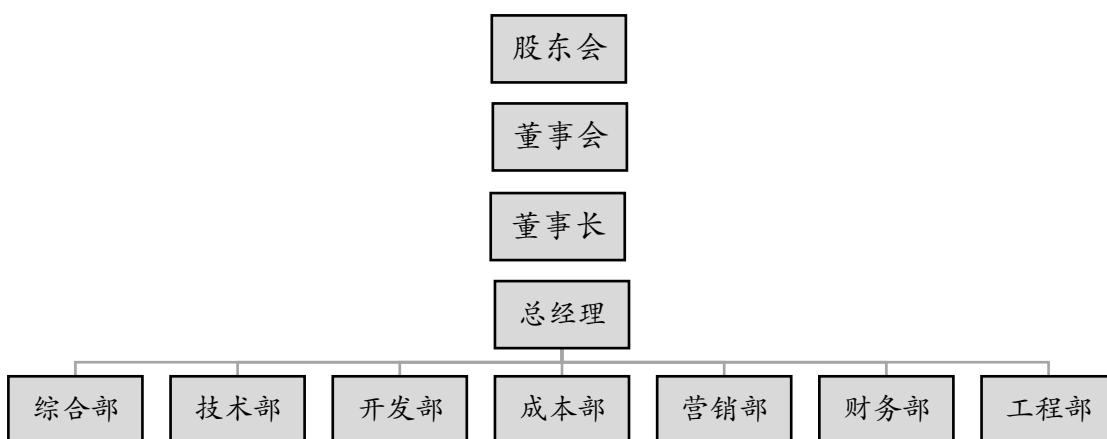 股东会
董事会
董事长
总经理
综合部 技术部 开发部 成本部 营销部 财务部 工程部